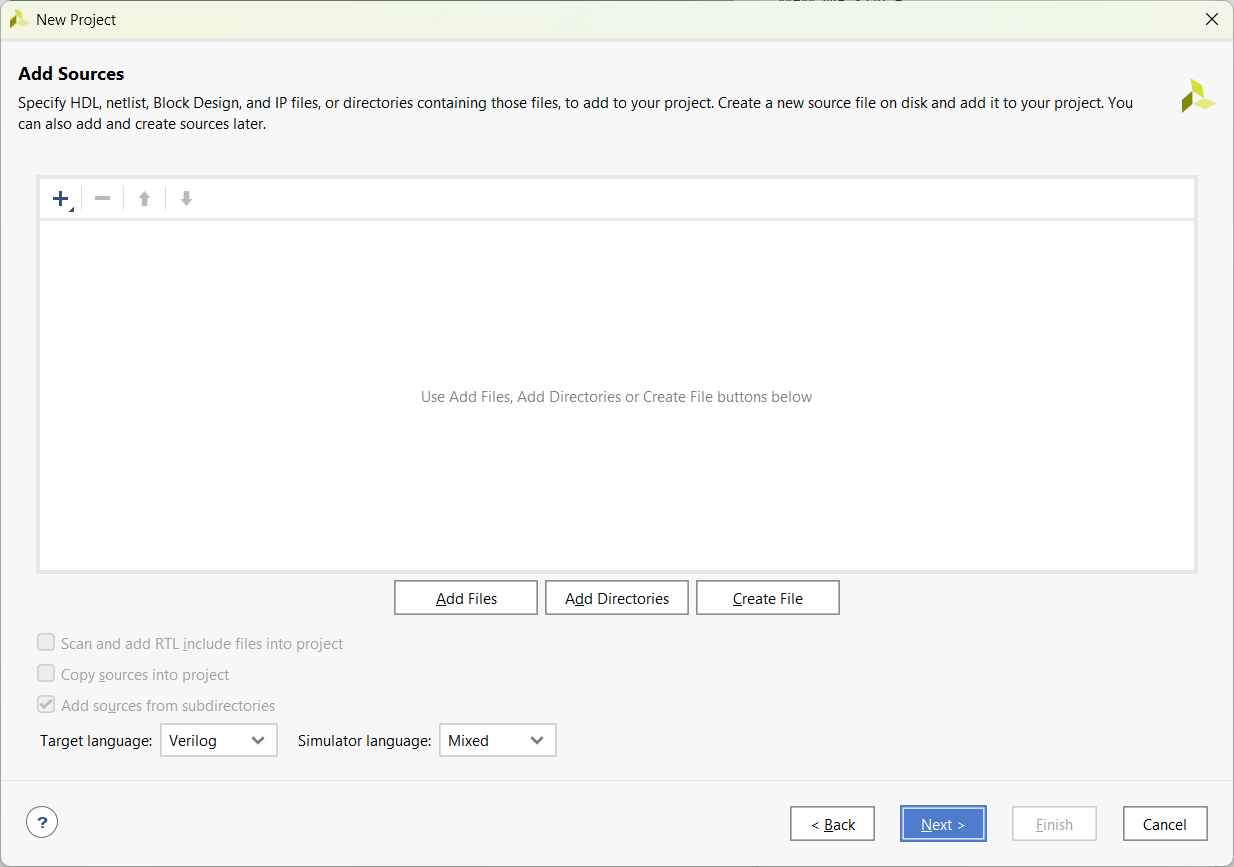 New Project
Add Sources
Specify HDL, netlist, Block Design, and IP files, or directories containing those files, to add to your project. Create a new source file on disk and add it to your project. You
can also add and create sources later.
Use Add Files, Add Directories or Create File buttons below
Add Files Add Directories Create File
Scan and add RTL include files into project
Copy sources into project
Add sources from subdirectories
Target language: Verilog Simulator language: Mixed
? < Back Next > Finish Cancel